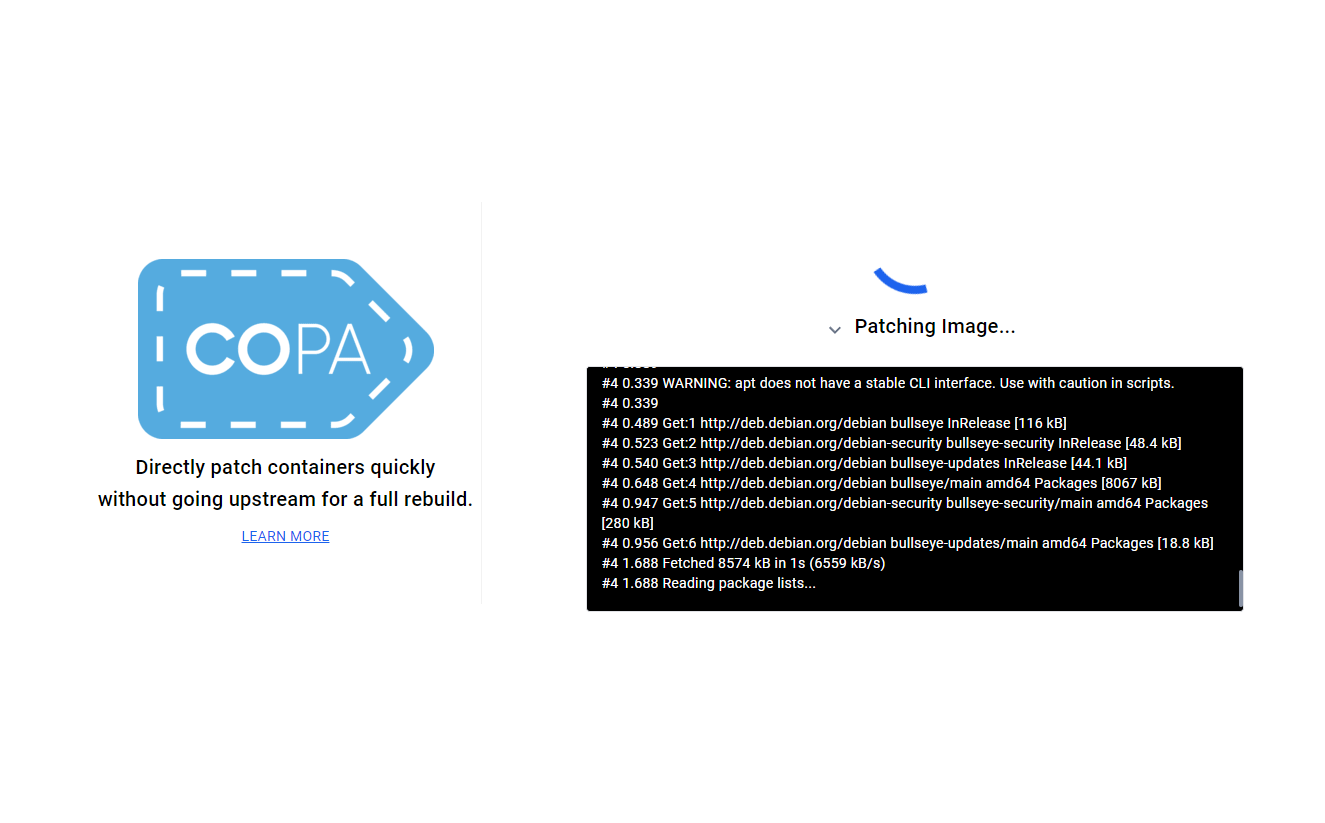 COPA
Directly patch containers quickly
without going upstream for a full rebuild.
LEARN MORE
Patching Image...
#4 0.339 WARNING: apt does not have a stable CLI interface. Use with caution in scripts.
#4 0.339
#4 0.489 Get:1 http://deb.debian.org/debian bullseye InRelease [116 kB]
#4 0.523 Get:2 http://deb.debian.org/debian-security bullseye-security InRelease [48.4 kB]
#4 0.540 Get:3 http://deb.debian.org/debian bullseye-updates InRelease [44.1 kB]
#4 0.648 Get:4 http://deb.debian.org/debian bullseye/main amd64 Packages [8067 kB]
#4 0.947 Get:5 http://deb.debian.org/debian-security bullseye-security/main amd64 Packages
[280 kB]
#4 0.956 Get:6 http://deb.debian.org/debian bullseye-updates/main amd64 Packages [18.8 kB]
#4 1.688 Fetched 8574 kB in 1s (6559 kB/s)
#4 1.688 Reading package lists...